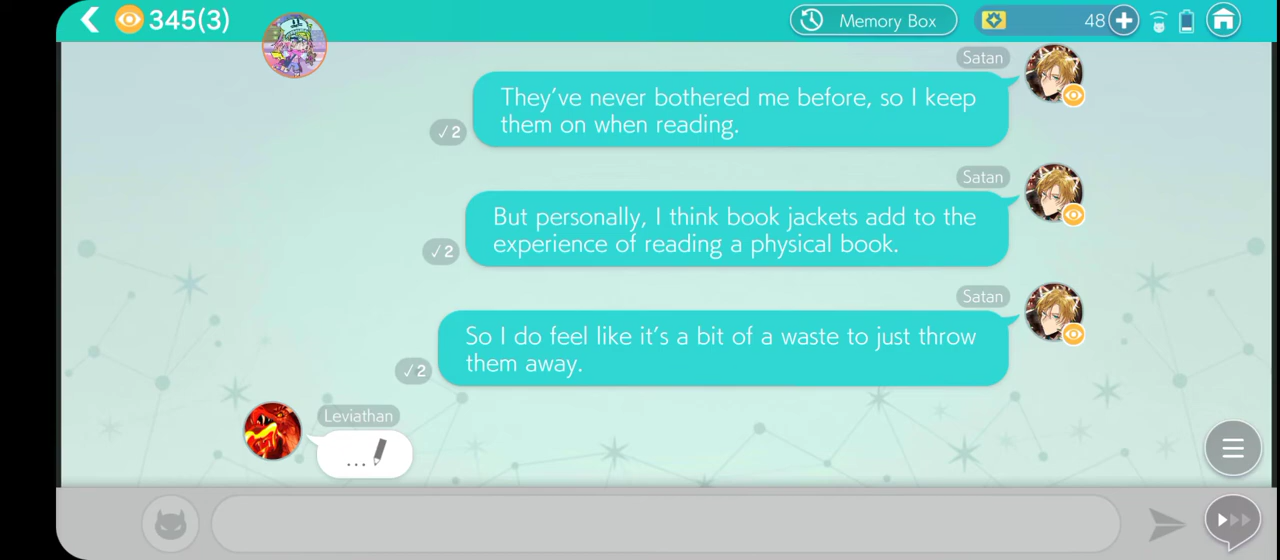 345(3)
Memory Box
48
Satan
They've never bothered me before, so I keep
them on when reading.
✓2
Satan
But personally, I think book jackets add to the
experience of reading a physical book.
✓2
Satan
So I do feel like it's a bit of a waste to just throw
them away.
✓2
Leviathan
...